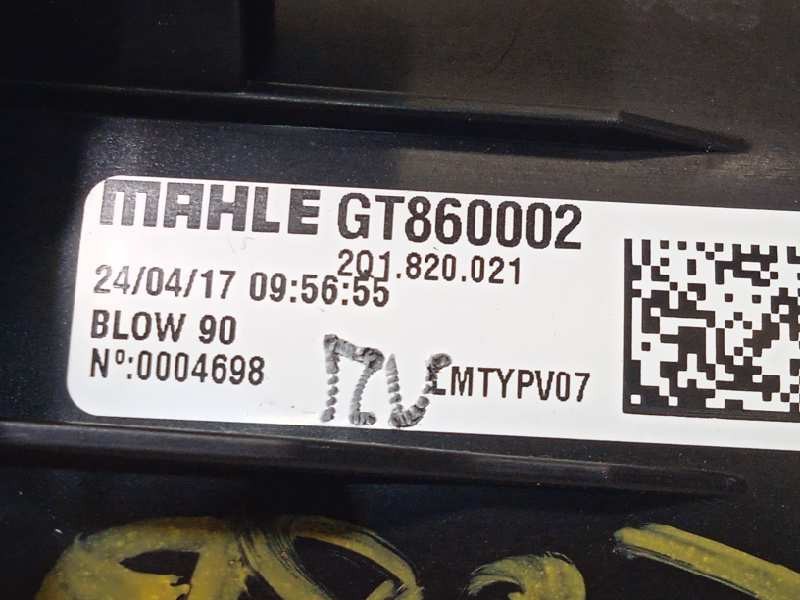 MAHLE GT860002
2Q1.820.021
24/04/17 09:56:55
BLOW 90
Nº:0004698
LMTYPV07